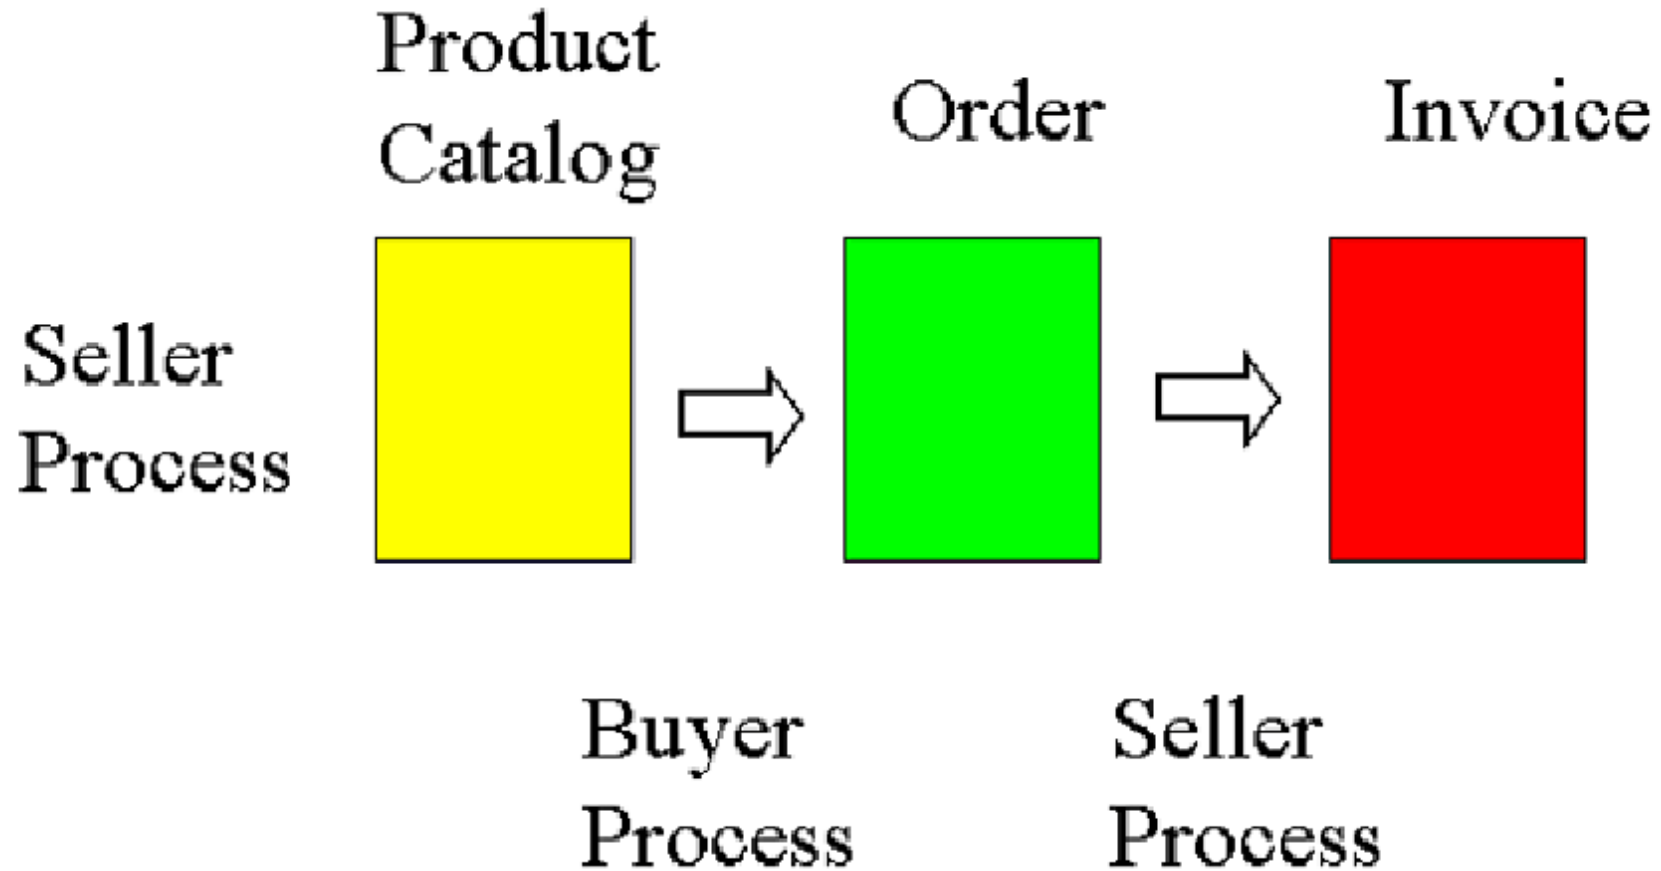 Product
Catalog
Order
Invoice
Seller
Process
Buyer
Process
Seller
Process